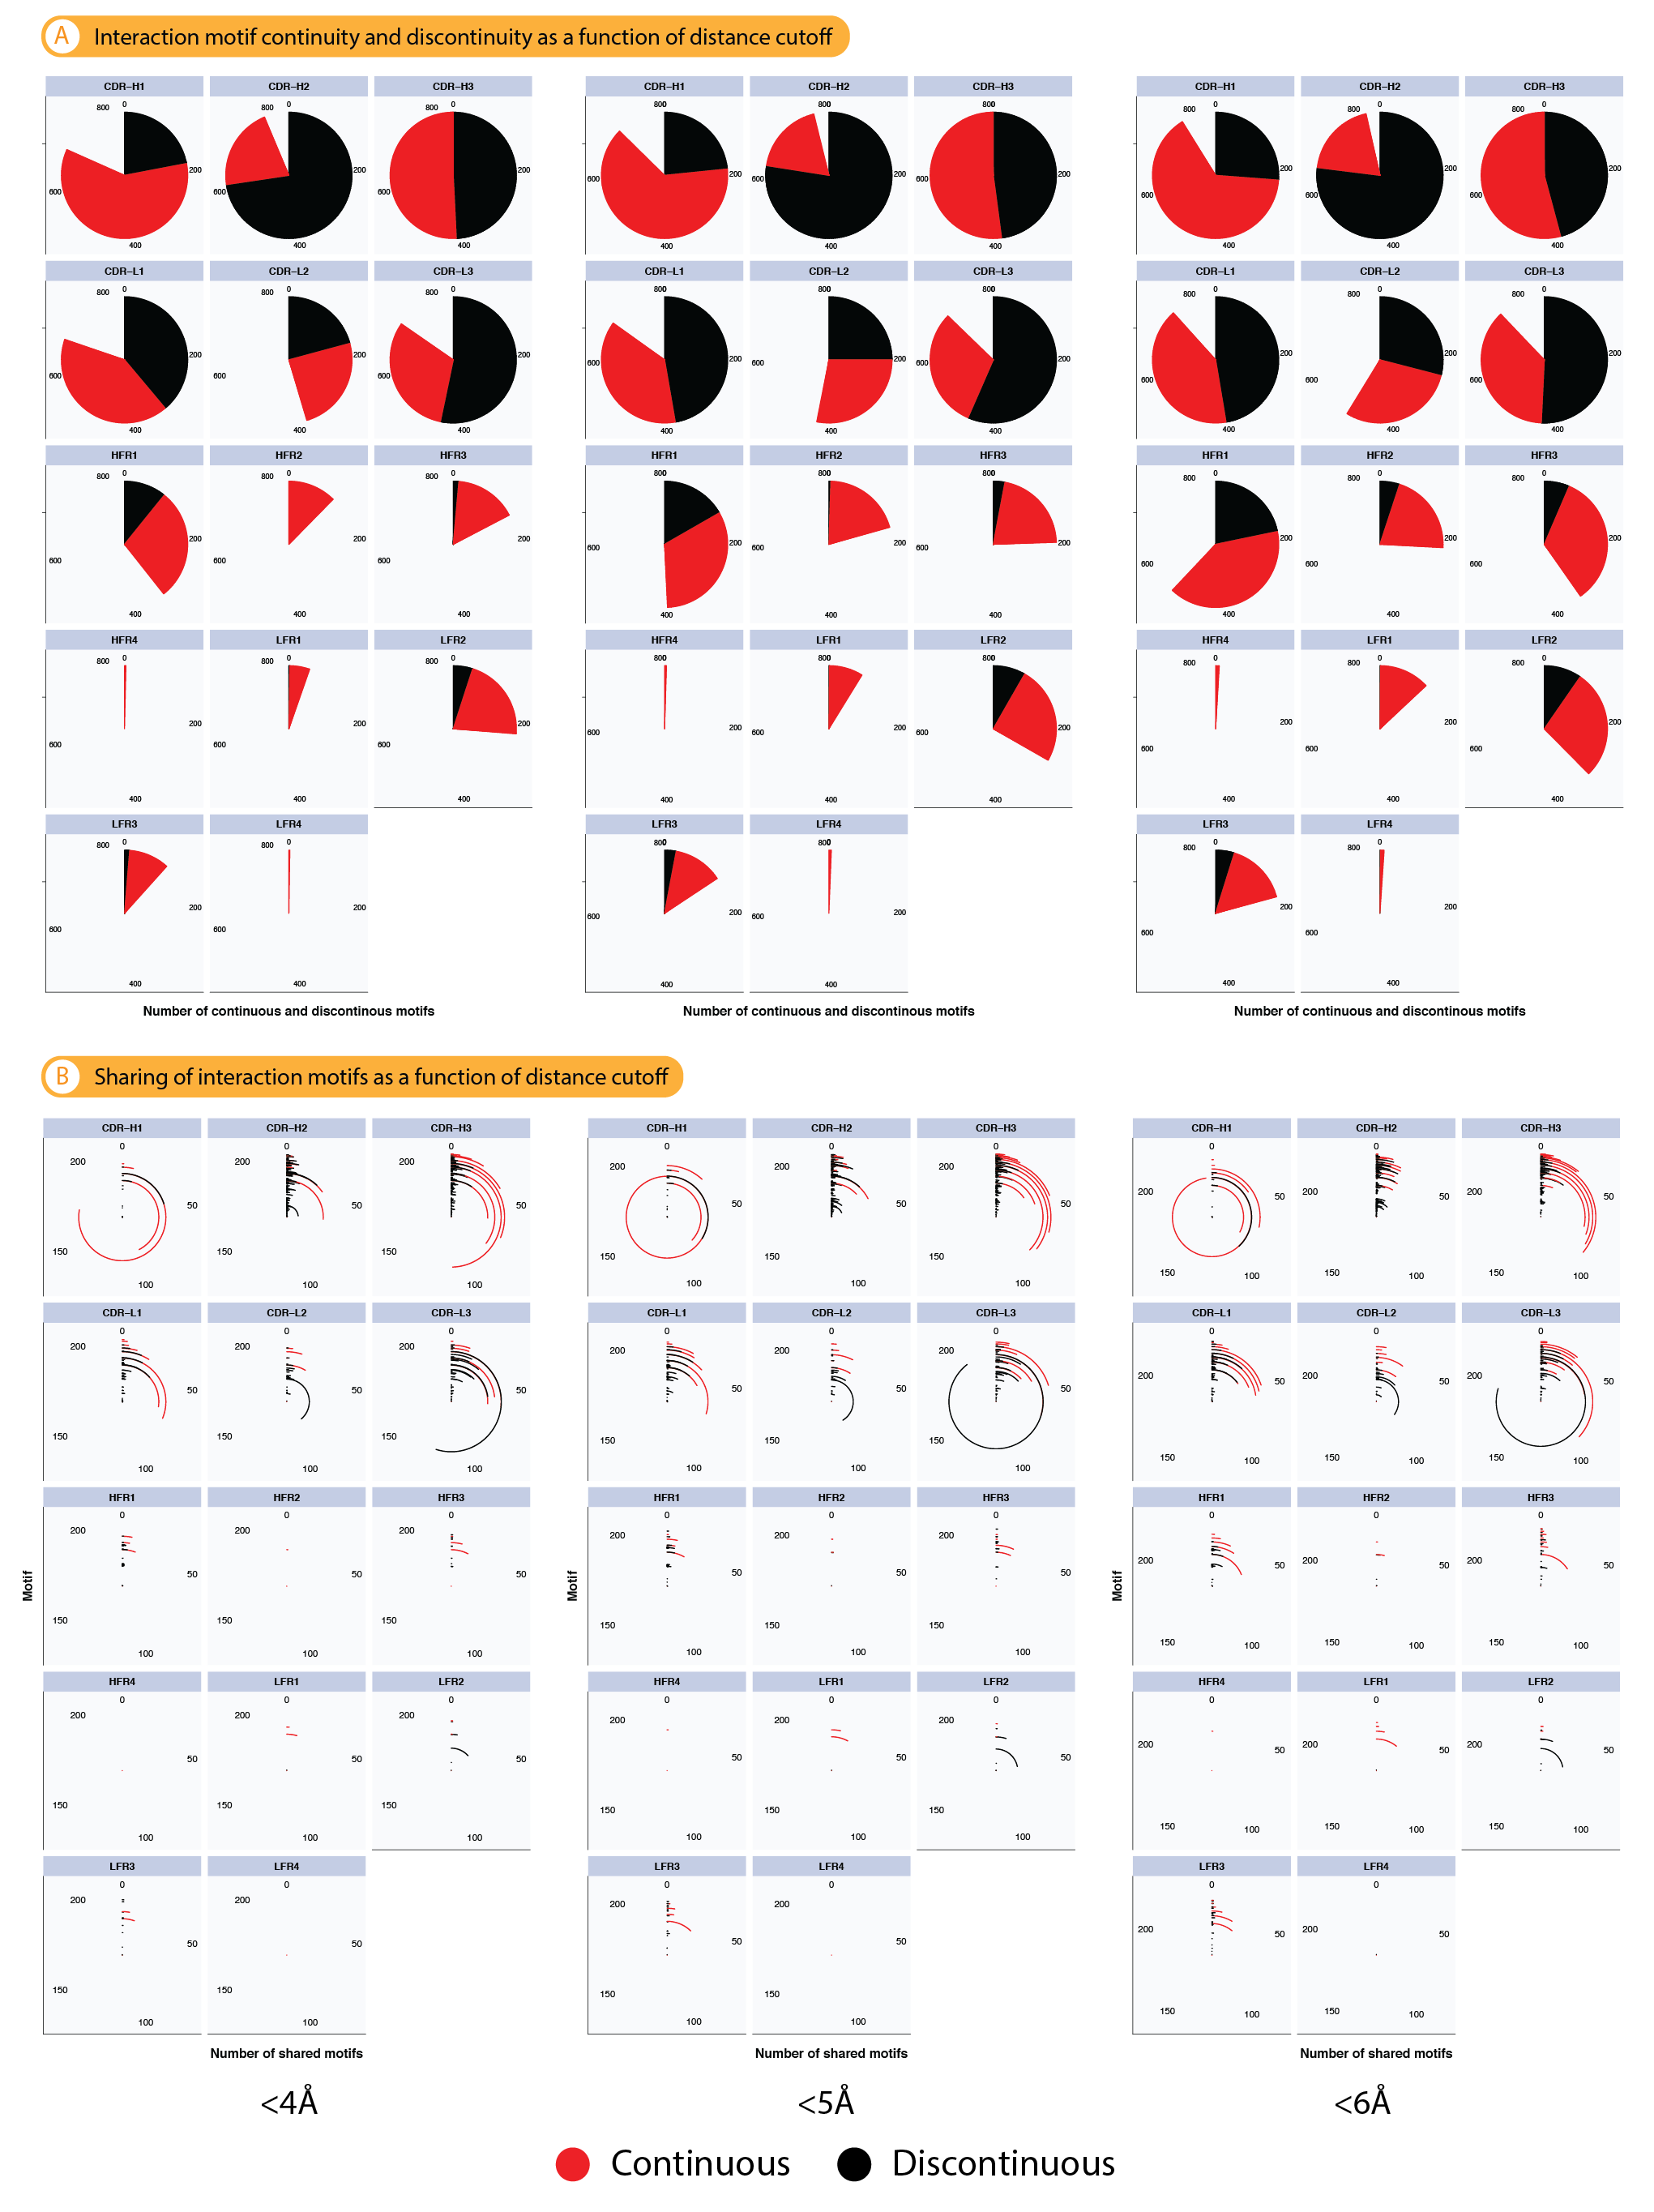 A Interaction motif continuity and discontinuity as a function of distance cutoff
CDR–H1 CDR–H2 CDR–H3 CDR–H1 CDR–H2 CDR–H3 CDR–H1 CDR–H2 CDR–H3
0 800 0 800 0 800 800 0 800 0 800 0 800 0 800 0
200 200 200 200 200 200 200 200 200
600 600 600 600 600 600 600 600 600
400 400 400 400 400 400 400 400 400
CDR–L1 CDR–L2 CDR–L3 CDR–L1 CDR–L2 CDR–L3 CDR–L1 CDR–L2 CDR–L3
800 0 800 0 800 0 800 800 800 800 0 800 0 800 0
200 200 200 200 200 200 200 200 200
600 600 600 600 600 600 600 600 600
400 400 400 400 400 400 400 400 400
HFR1 HFR2 HFR3 HFR1 HFR2 HFR3 HFR1 HFR2 HFR3
800 0 800 0 800 0 800 800 800 800 0 800 0 800 0
200 200 200 200 200 200 200 200 200
600 600 600 600 600 600 600 600 600
400 400 400 400 400 400 400 400 400
HFR4 LFR1 LFR2 HFR4 LFR1 LFR2 HFR4 LFR1 LFR2
800 0 800 0 800 0 800 800 800 800 0 800 0 800 0
200 200 200 200 200 200 200 200 200
600 600 600 600 600 600 600 600 600
400 400 400 400 400 400 400 400 400
LFR3 LFR4 LFR3 LFR4 LFR3 LFR4
800 0 800 0 800 800 800 0 800 0
200 200 200 200 200 200
600 600 600 600 600 600
400 400 400 400 400 400
Number of continuous and discontinous motifs Number of continuous and discontinous motifs Number of continuous and discontinous motifs
B Sharing of interaction motifs as a function of distance cutoff
CDR–H1 CDR–H2 CDR–H3 CDR–H1 CDR–H2 CDR–H3 CDR–H1 CDR–H2 CDR–H3
0 0 0 0 0 0 0 0 0
200 200 200 200 200 200 200 200 200
50 50 50 50 50 50 50 50 50
150 150 150 150 150 150 150 150 150
100 100 100 100 100 100 100 100 100
CDR–L1 CDR–L2 CDR–L3 CDR–L1 CDR–L2 CDR–L3 CDR–L1 CDR–L2 CDR–L3
0 0 0 0 0 0 0 0 0
200 200 200 200 200 200 200 200 200
50 50 50 50 50 50 50 50 50
150 150 150 150 150 150 150 150 150
100 100 100 100 100 100 100 100 100
HFR1 HFR2 HFR3 HFR1 HFR2 HFR3 HFR1 HFR2 HFR3
0 0 0 0 0 0 0 0 0
200 200 200 200 200 200 200 200 200
50 50 50 50 50 50 50 50 50
Motif Motif Motif
150 150 150 150 150 150 150 150 150
100 100 100 100 100 100 100 100 100
HFR4 LFR1 LFR2 HFR4 LFR1 LFR2 HFR4 LFR1 LFR2
0 0 0 0 0 0 0 0 0
200 200 200 200 200 200 200 200 200
50 50 50 50 50 50 50 50 50
150 150 150 150 150 150 150 150 150
100 100 100 100 100 100 100 100 100
LFR3 LFR4 LFR3 LFR4 LFR3 LFR4
0 0 0 0 0 0
200 200 200 200 200 200
50 50 50 50 50 50
150 150 150 150 150 150
100 100 100 100 100 100
Number of shared motifs Number of shared motifs Number of shared motifs
<4Å <5Å <6Å
Continuous Discontinuous